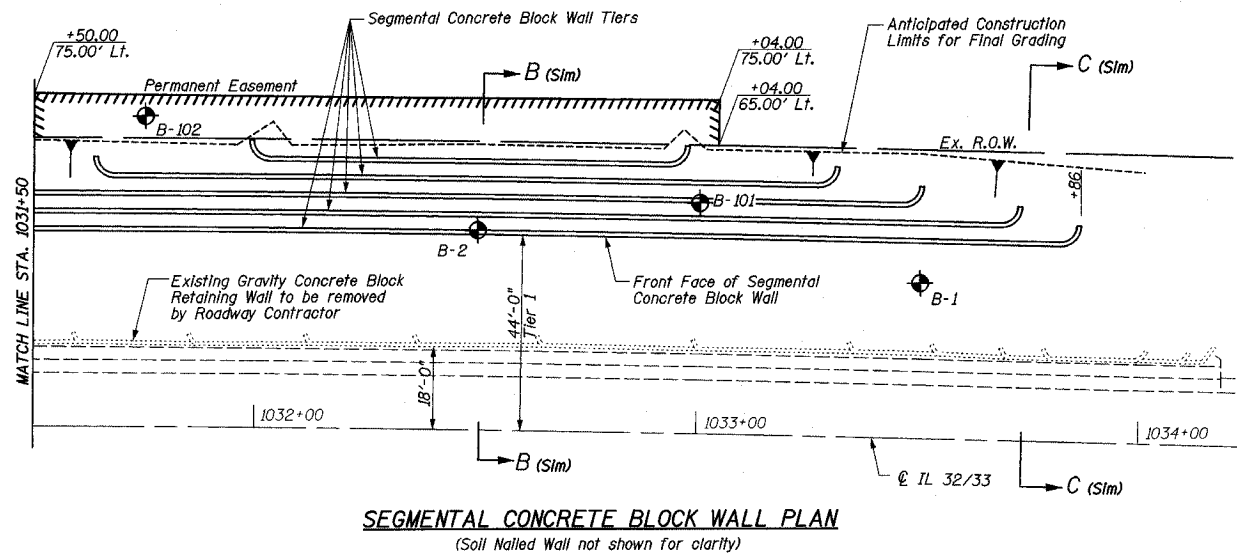 Segmental Concrete Block Wall Tiers
Anticipated Construction
Limits for Final Grading
+50.00
75.00' Lt.
+04.00
75.00' Lt.
B (Sim)
C (Sim)
Permanent Easement
+04.00
65.00' Lt.
B-102
Ex. R.O.W.
+86
B-101
B-2
B-1
Existing Gravity Concrete Block
Retaining Wall to be removed
by Roadway Contractor
Front Face of Segmental
Concrete Block Wall
44'-0"
Tier 1
18'-0"
MATCH LINE STA. 1031+50
1032+00
1033+00
1034+00
B (Sim)
C (Sim)
℄ IL 32/33
SEGMENTAL CONCRETE BLOCK WALL PLAN
(Soil Nailed Wall not shown for clarity)